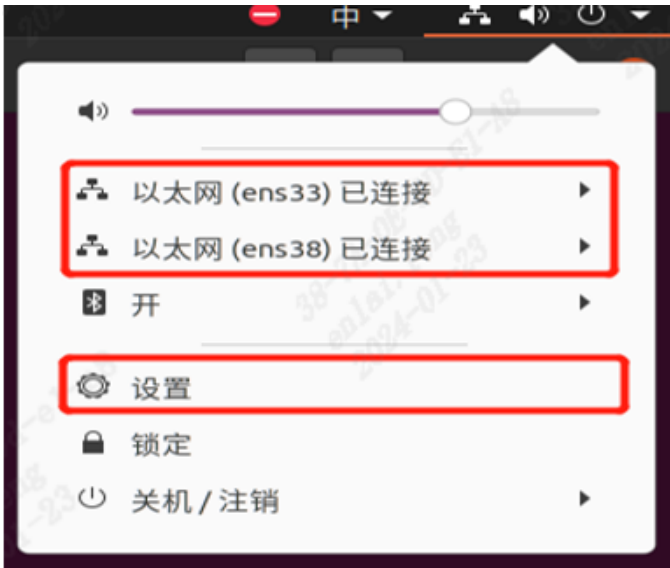 中
以太网 (ens33) 已连接
以太网 (ens38) 已连接
开
设置
锁定
关机 / 注销